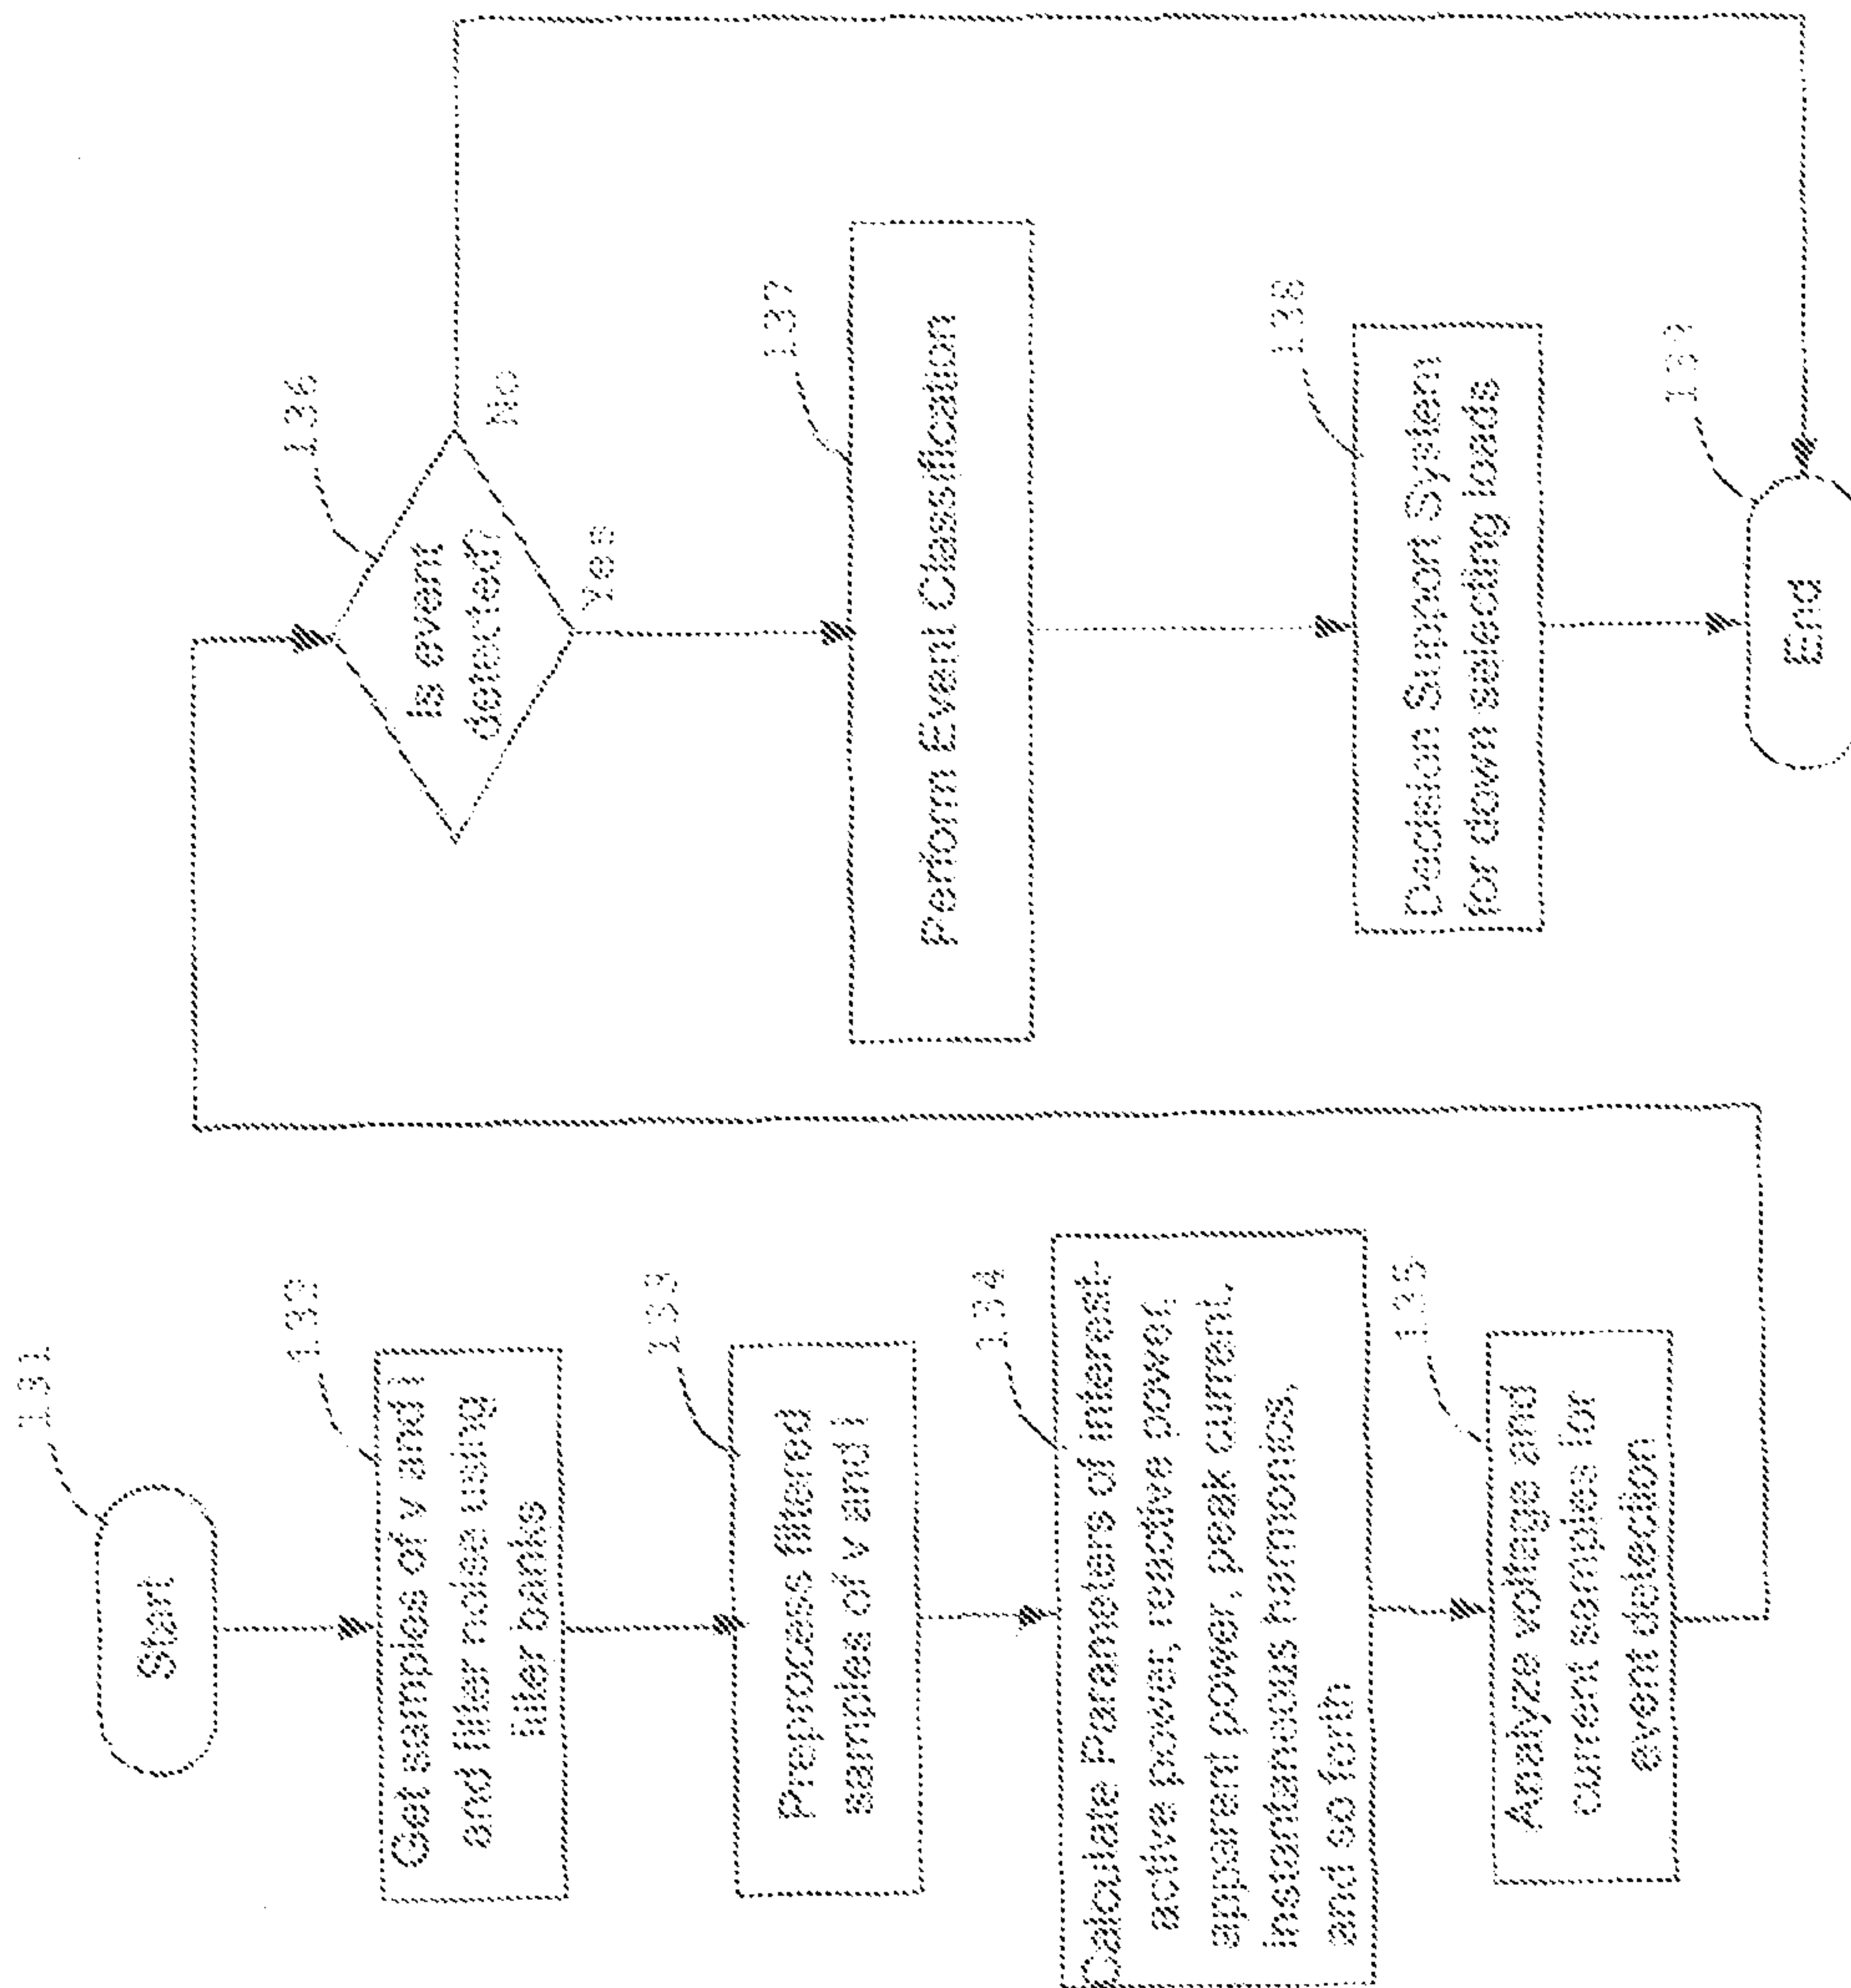 131
Start
132
Get samples of v and i
and filter noise using
filter banks
133
Preprocess filtered
samples of v and i
134
Calculate Parameters of interest-
active power, reactive power,
apparant power, peak current,
instantaneous harmonics,
and so forth
135
Analyze voltage and
current samples for
event detection
136
Is event
detected?
No
Yes
137
Perform Event Classification
138
Decision Support System
for down selecting loads
139
End